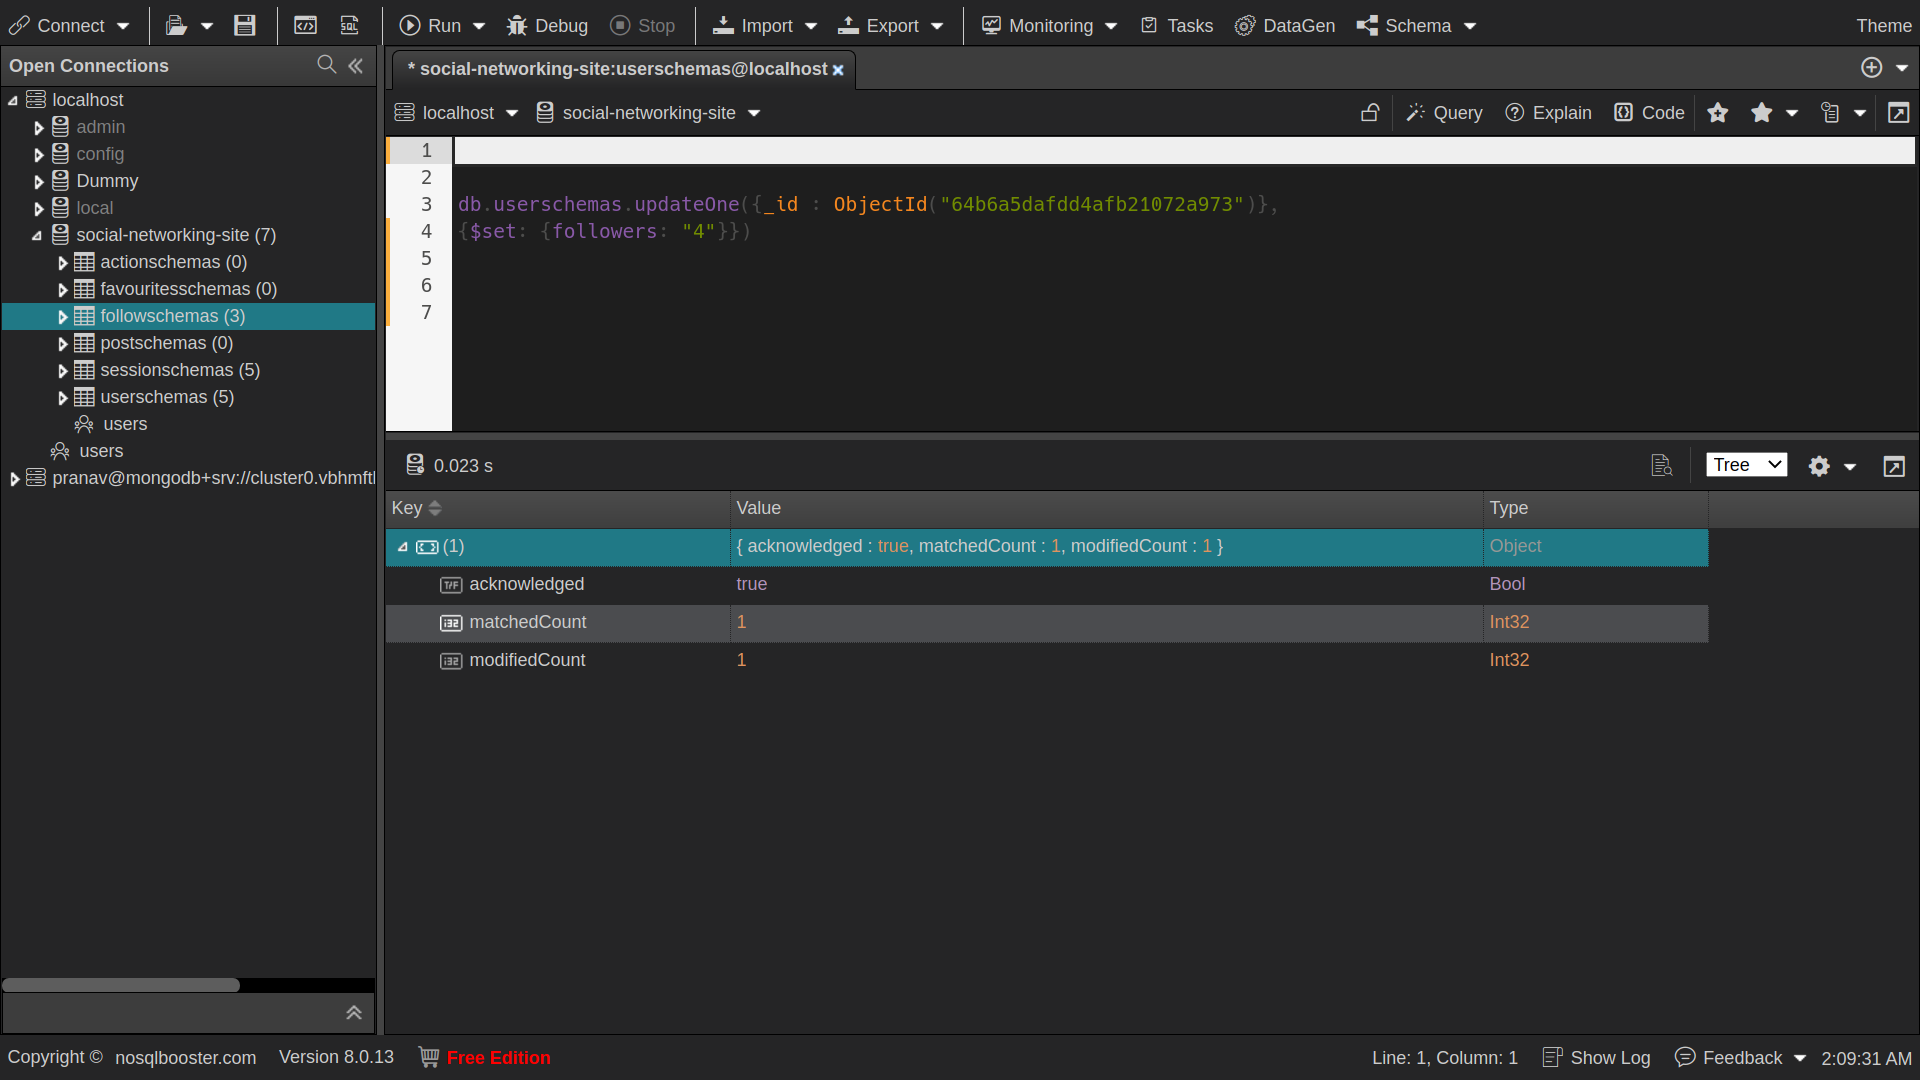 Connect Run Debug Stop Import Export Monitoring Tasks DataGen Schema Theme
Open Connections
localhost
admin
config
Dummy
local
social-networking-site (7)
actionschemas (0)
favouritesschemas (0)
followschemas (3)
postschemas (0)
sessionschemas (5)
userschemas (5)
users
users
pranav@mongodb+srv://cluster0.vbhmftl
* social-networking-site:userschemas@localhost
localhost social-networking-site Query Explain Code
1
2
3 db.userschemas.updateOne({_id : ObjectId("64b6a5dafdd4afb21072a973")},
4 {$set: {followers: "4"}})
5
6
7
0.023 s Tree
Key Value Type
(1) { acknowledged : true, matchedCount : 1, modifiedCount : 1 } Object
acknowledged true Bool
matchedCount 1 Int32
modifiedCount 1 Int32
Copyright © nosqlbooster.com Version 8.0.13 Free Edition Line: 1, Column: 1 Show Log Feedback 2:09:31 AM